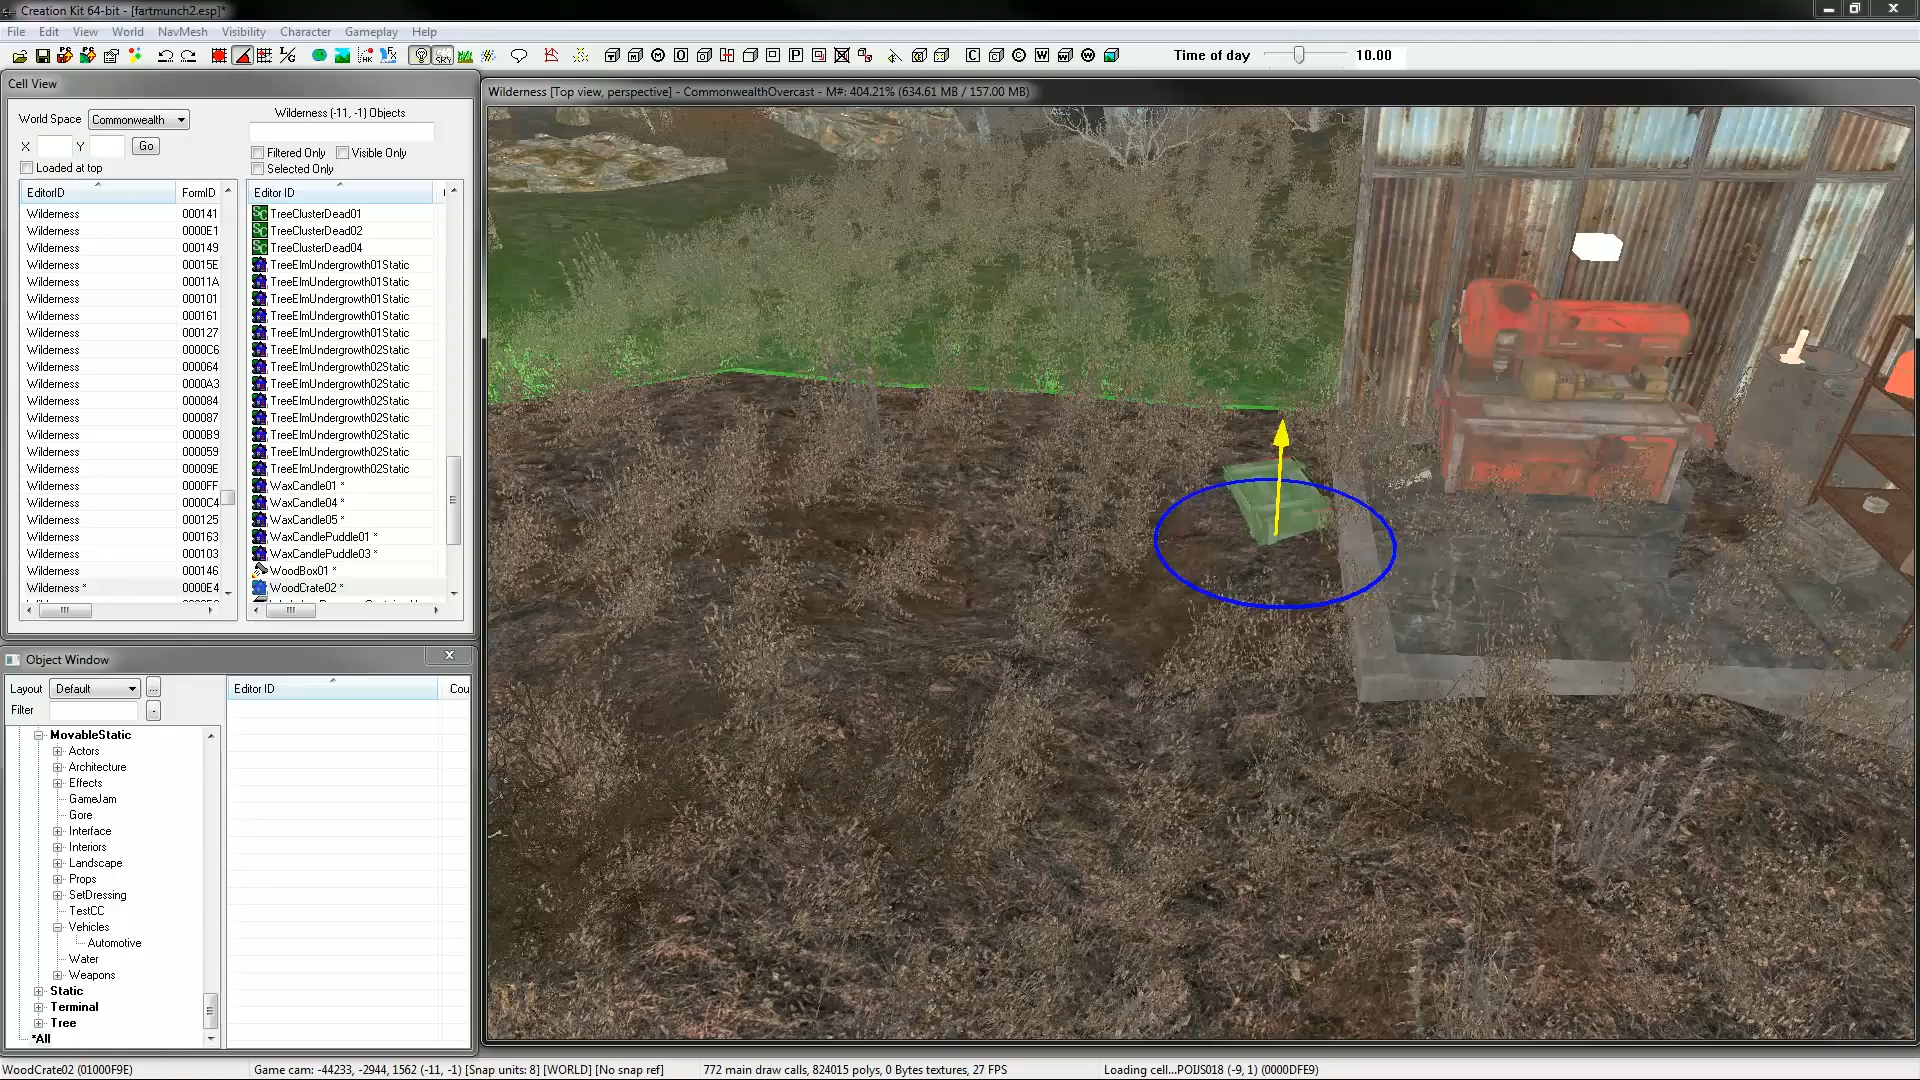 Creation Kit 64-bit - [fartmunch2.esp]*
File Edit View World NavMesh Visibility Character Gameplay Help
Time of day 10.00
Cell View
World Space Commonwealth
X Y Go
Loaded at top
EditorID FormID
Wilderness 000141
Wilderness 0000E1
Wilderness 000149
Wilderness 00015E
Wilderness 00011A
Wilderness 000101
Wilderness 000161
Wilderness 000127
Wilderness 0000C6
Wilderness 000064
Wilderness 0000A3
Wilderness 000084
Wilderness 000087
Wilderness 0000B9
Wilderness 000059
Wilderness 00009E
Wilderness 0000FF
Wilderness 0000C4
Wilderness 000125
Wilderness 000163
Wilderness 000103
Wilderness 000146
Wilderness * 0000E4
Wilderness (-11, -1) Objects
Filtered Only Visible Only
Selected Only
Editor ID
TreeClusterDead01
TreeClusterDead02
TreeClusterDead04
TreeElmUndergrowth01Static
TreeElmUndergrowth01Static
TreeElmUndergrowth01Static
TreeElmUndergrowth01Static
TreeElmUndergrowth01Static
TreeElmUndergrowth02Static
TreeElmUndergrowth02Static
TreeElmUndergrowth02Static
TreeElmUndergrowth02Static
TreeElmUndergrowth02Static
TreeElmUndergrowth02Static
TreeElmUndergrowth02Static
TreeElmUndergrowth02Static
WaxCandle01 *
WaxCandle04 *
WaxCandle05 *
WaxCandlePuddle01 *
WaxCandlePuddle03 *
WoodBox01 *
WoodCrate02 *
Wilderness [Top view, perspective] - CommonwealthOvercast - M#: 404.21% (634.61 MB / 157.00 MB)
Object Window
Layout Default ...
Filter
Editor ID Cou
MovableStatic
Actors
Architecture
Effects
GameJam
Gore
Interface
Interiors
Landscape
Props
SetDressing
TestCC
Vehicles
Automotive
Water
Weapons
Static
Terminal
Tree
*All
WoodCrate02 (01000F9E) Game cam: -44233, -2944, 1562 (-11, -1) [Snap units: 8] [WORLD] [No snap ref] 772 main draw calls, 824015 polys, 0 Bytes textures, 27 FPS Loading cell...POIJS018 (-9, 1) (0000DFE9)